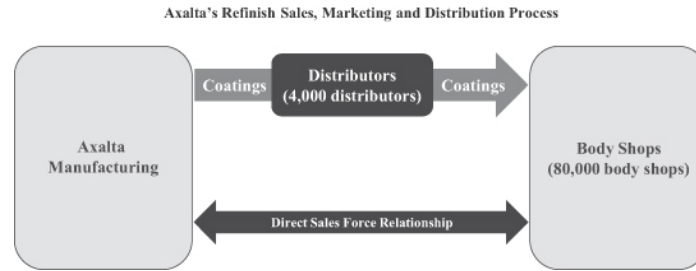 Axalta's Refinish Sales, Marketing and Distribution Process
Coatings
Distributors
(4,000 distributors)
Coatings
Axalta
Manufacturing
Body Shops
(80,000 body shops)
Direct Sales Force Relationship